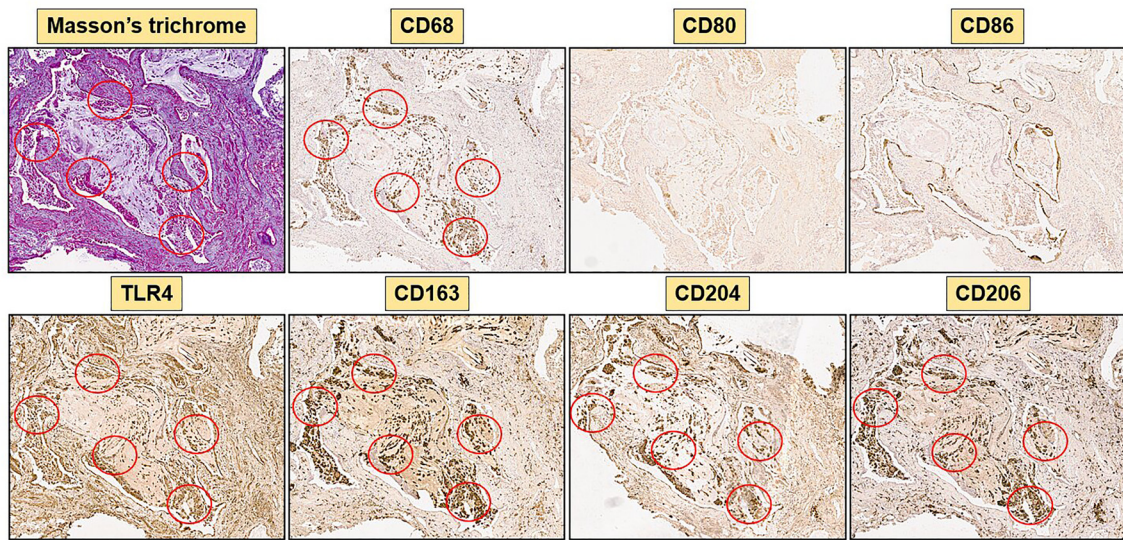 Masson's trichrome
CD68
CD80
CD86
TLR4
CD163
CD204
CD206